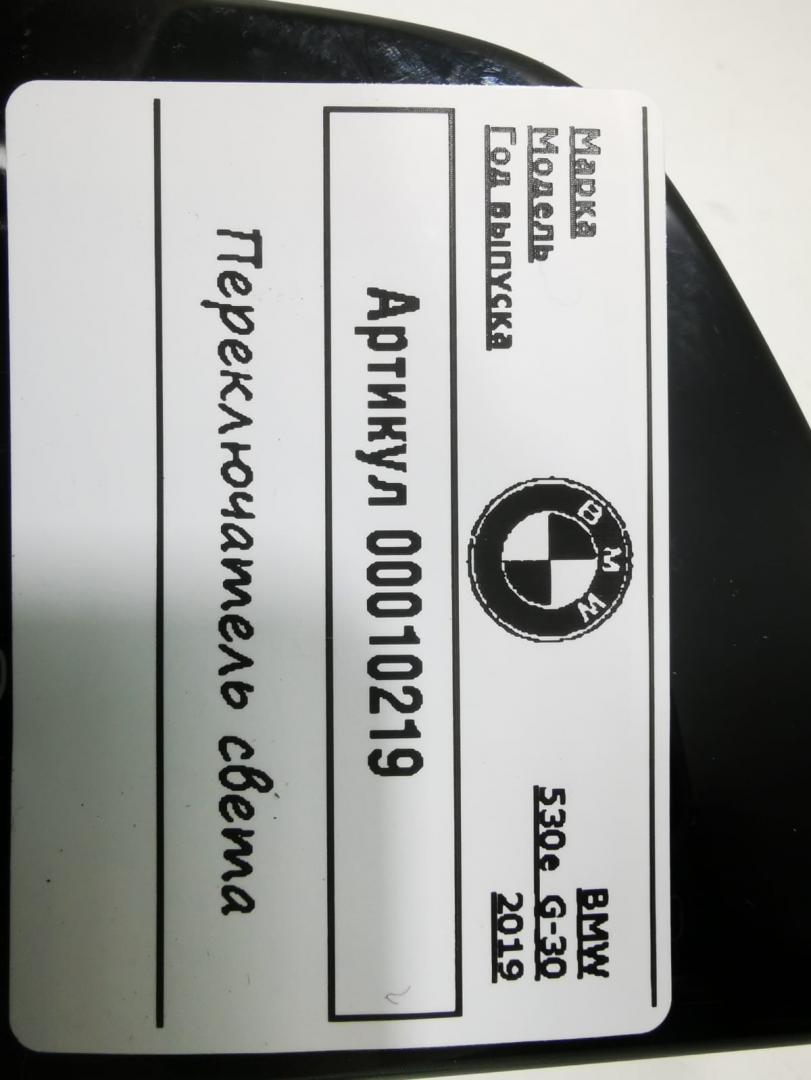 Марка BMW
Модель 530e G-30
Год выпуска 2019
BMW
Артикул 00010219
Переключатель света